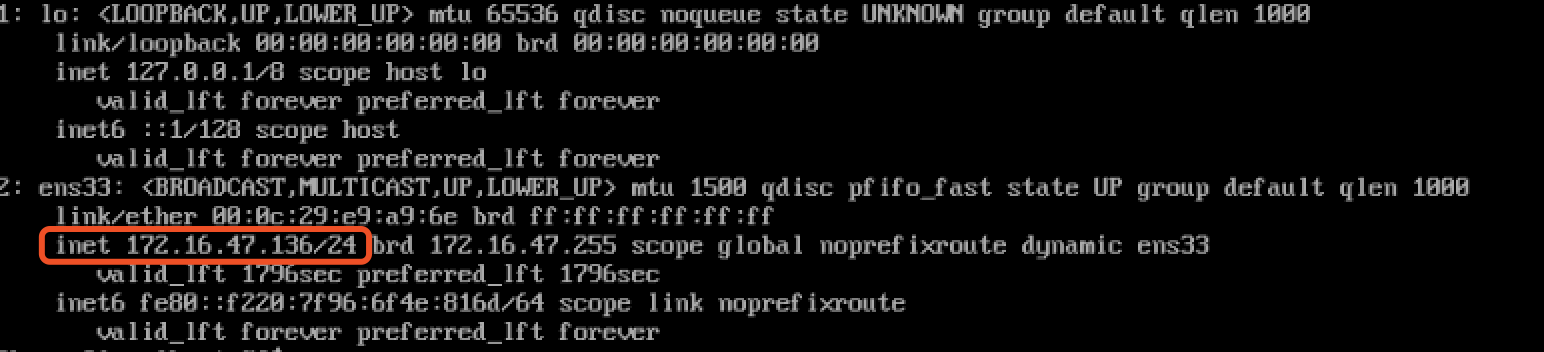 1: lo: <LOOPBACK,UP,LOWER_UP> mtu 65536 qdisc noqueue state UNKNOWN group default qlen 1000
link/loopback 00:00:00:00:00:00 brd 00:00:00:00:00:00
inet 127.0.0.1/8 scope host lo
valid_lft forever preferred_lft forever
inet6 ::1/128 scope host
valid_lft forever preferred_lft forever
2: ens33: <BROADCAST,MULTICAST,UP,LOWER_UP> mtu 1500 qdisc pfifo_fast state UP group default qlen 1000
link/ether 00:0c:29:e9:a9:6e brd ff:ff:ff:ff:ff:ff
inet 172.16.47.136/24 brd 172.16.47.255 scope global noprefixroute dynamic ens33
valid_lft 1796sec preferred_lft 1796sec
inet6 fe80::f220:7f96:6f4e:816d/64 scope link noprefixroute
valid_lft forever preferred_lft forever